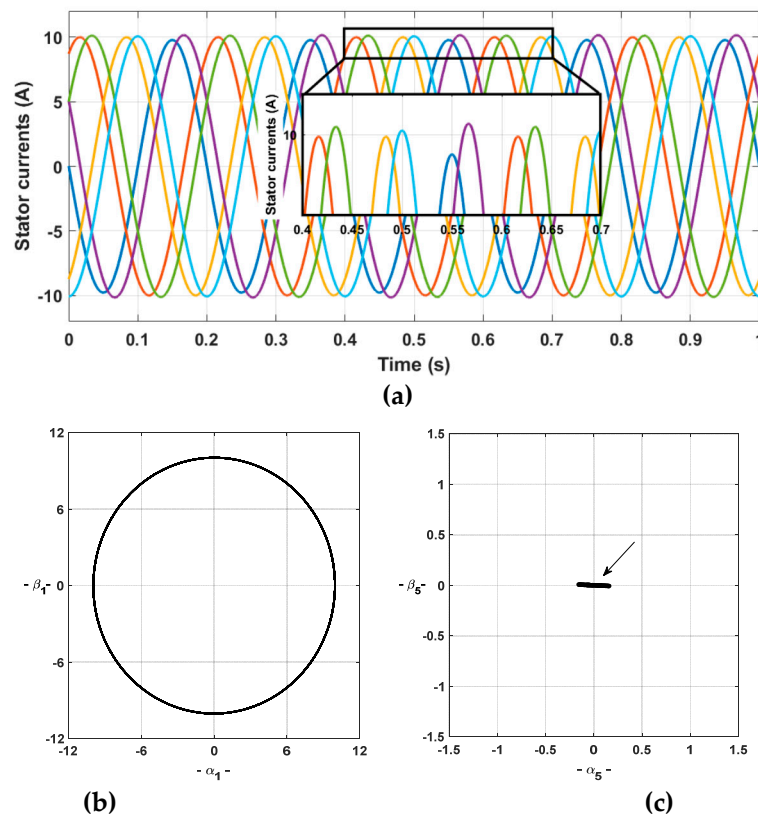 Stator currents (A)
10
5
0
-5
-10
Stator currents (A)
10
0.4 0.45 0.5 0.55 0.6 0.65 0.7
0 0.1 0.2 0.3 0.4 0.5 0.6 0.7 0.8 0.9 1
Time (s)
(a)
12
6
- β1- 0
-6
-12
-12 -6 0 6 12
- α1 -
(b)
1.5
1
0.5
- β5- 0
-0.5
-1
-1.5
-1.5 -1 -0.5 0 0.5 1 1.5
- α5 -
(c)